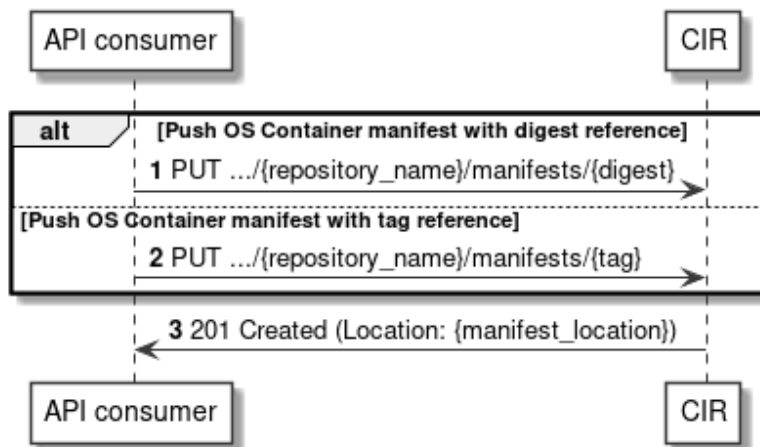 API consumer
CIR
alt
[Push OS Container manifest with digest reference]
1 PUT .../{repository_name}/manifests/{digest}
[Push OS Container manifest with tag reference]
2 PUT .../{repository_name}/manifests/{tag}
3 201 Created (Location: {manifest_location})
API consumer
CIR